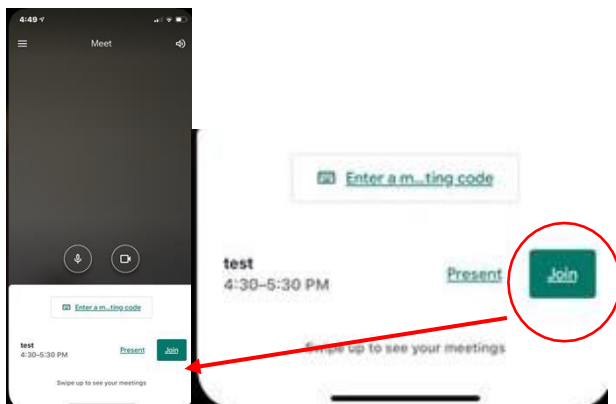 4:49
Meet
Enter a m...ting code
test
4:30–5:30 PM
Present
Join
Swipe up to see your meetings
Enter a m...ting code
test
4:30–5:30 PM
Present
Join
Swipe up to see your meetings